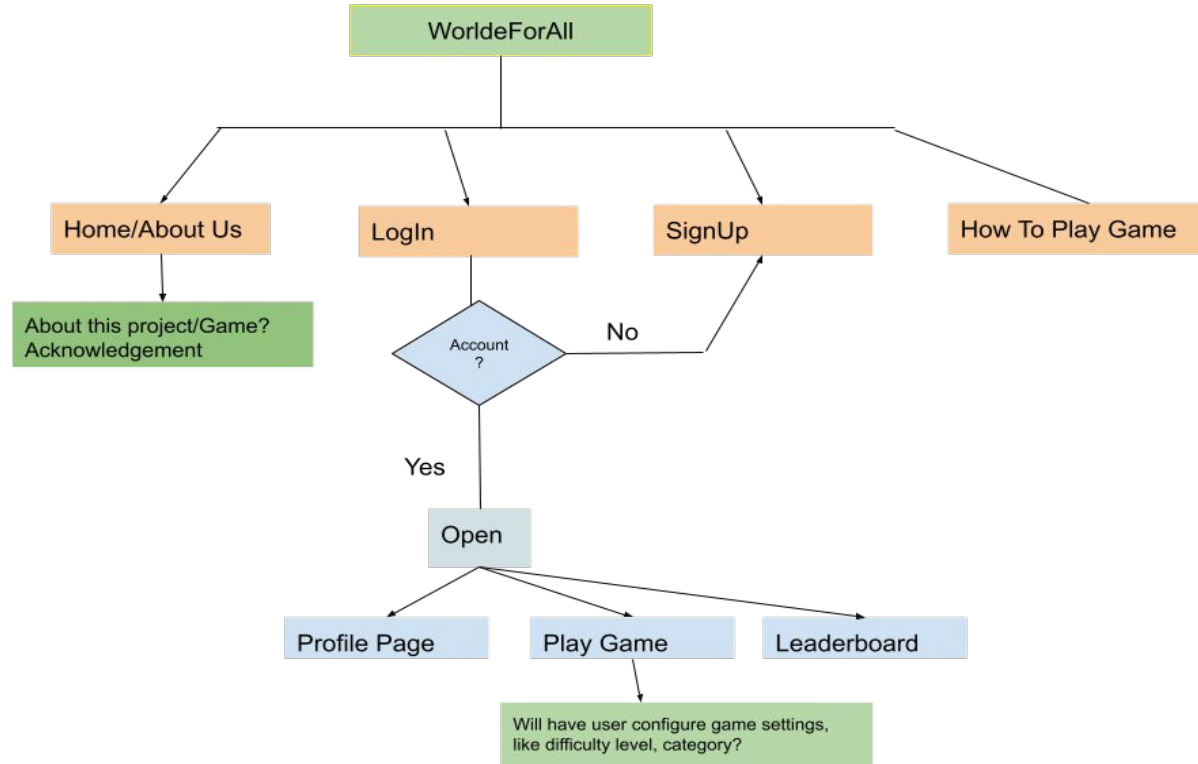 WorldeForAll
Home/About Us
LogIn
SignUp
How To Play Game
About this project/Game?
Acknowledgement
Account
?
No
Yes
Open
Profile Page
Play Game
Leaderboard
Will have user configure game settings,
like difficulty level, category?